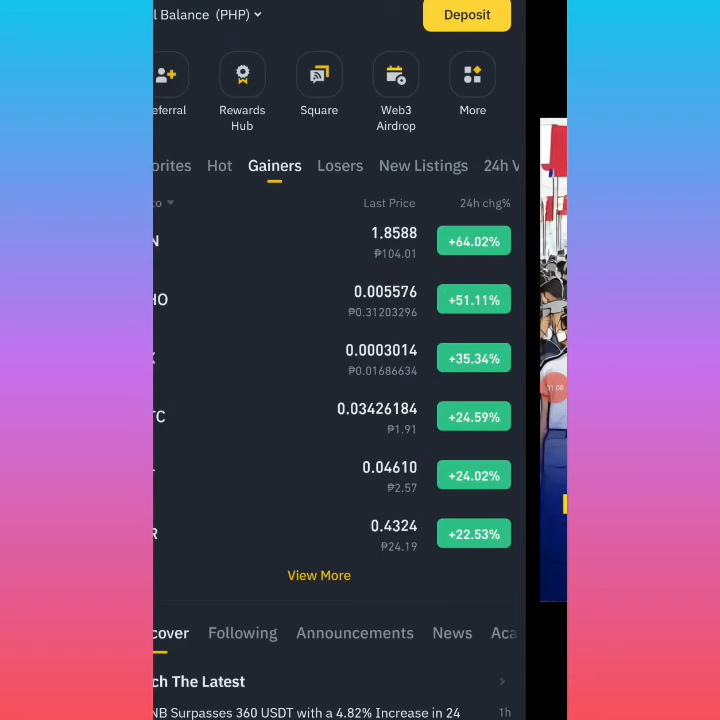 l Balance (PHP)
Deposit
eferral
Rewards
Hub
Square
Web3
Airdrop
More
orites Hot Gainers Losers New Listings 24h V
to Last Price 24h chg%
N 1.8588 +64.02%
₱104.01
HO 0.005576 +51.11%
₱0.31203296
0.0003014 +35.34%
₱0.01686634
TC 0.03426184 +24.59%
₱1.91
0.04610 +24.02%
₱2.57
R 0.4324 +22.53%
₱24.19
View More
cover Following Announcements News Aca
ch The Latest
NB Surpasses 360 USDT with a 4.82% Increase in 24 1h